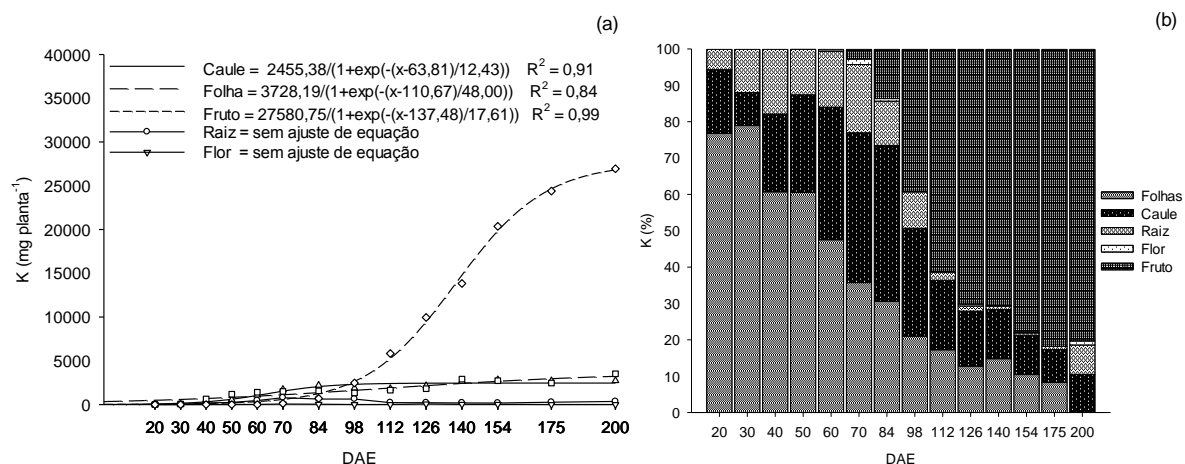 (a)
40000
35000
30000
25000
20000
15000
10000
5000
0
K (mg planta⁻¹)
Caule = 2455,38/(1+exp(-(x-63,81)/12,43)) R² = 0,91
Folha = 3728,19/(1+exp(-(x-110,67)/48,00)) R² = 0,84
Fruto = 27580,75/(1+exp(-(x-137,48)/17,61)) R² = 0,99
Raiz = sem ajuste de equação
Flor = sem ajuste de equação
20 30 40 50 60 70 84 98 112 126 140 154 175 200
DAE
(b)
100
80
60
40
20
0
K (%)
Folhas
Caule
Raiz
Flor
Fruto
20 30 40 50 60 70 84 98 112 126 140 154 175 200
DAE